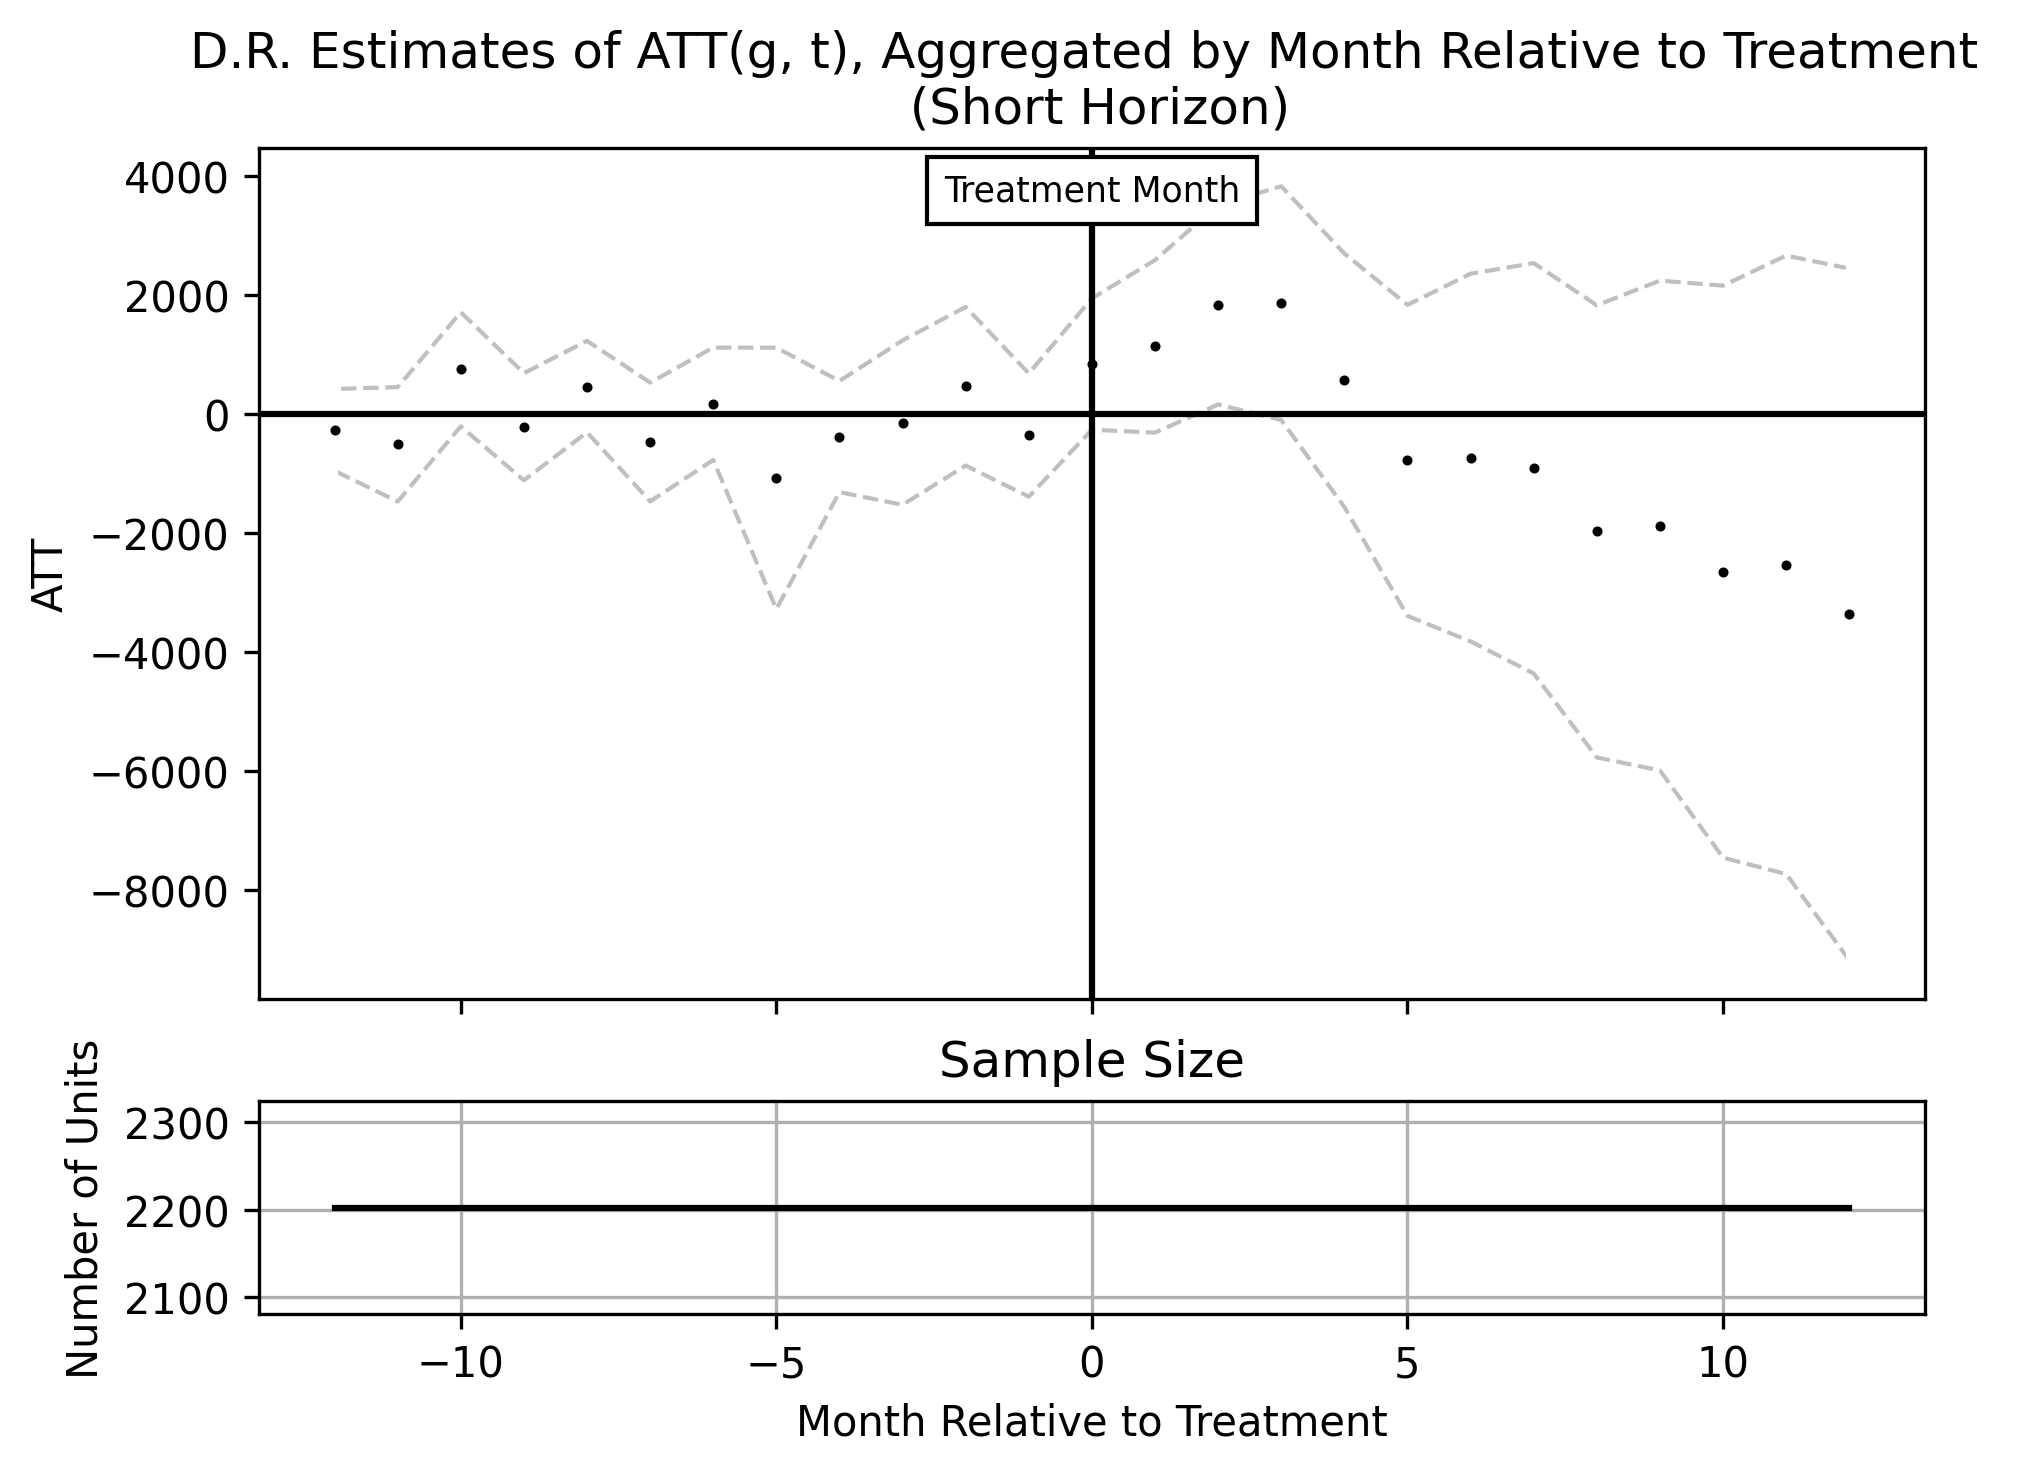 D.R. Estimates of ATT(g, t), Aggregated by Month Relative to Treatment
(Short Horizon)
Treatment Month
4000
2000
0
−2000
−4000
−6000
−8000
ATT
Sample Size
2300
2200
2100
Number of Units
−10 −5 0 5 10
Month Relative to Treatment